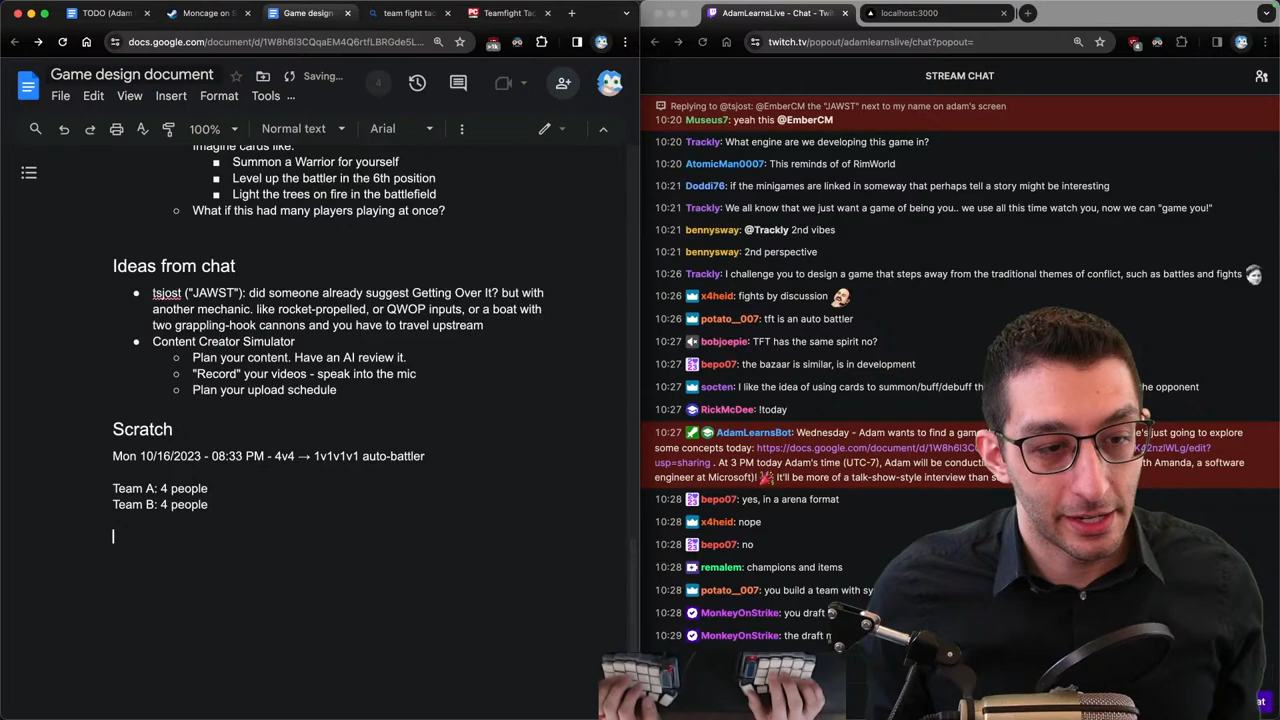 TODO (Adam
Moncage on S
Game design
team fight tac
Teamfight Tac
docs.google.com/document/d/1W8h6l3CQqaEM4Q6rtfLBRGde5L...
Game design document
Saving...
4
File Edit View Insert Format Tools ...
100% Normal text Arial
Imagine cards like:
Summon a Warrior for yourself
Level up the battler in the 6th position
Light the trees on fire in the battlefield
What if this had many players playing at once?
Ideas from chat
tsjost ("JAWST"): did someone already suggest Getting Over It? but with
another mechanic. like rocket-propelled, or QWOP inputs, or a boat with
two grappling-hook cannons and you have to travel upstream
Content Creator Simulator
Plan your content. Have an AI review it.
"Record" your videos - speak into the mic
Plan your upload schedule
Scratch
Mon 10/16/2023 - 08:33 PM - 4v4 → 1v1v1v1 auto-battler
Team A: 4 people
Team B: 4 people
AdamLearnsLive - Chat - Twit
localhost:3000
twitch.tv/popout/adamlearnslive/chat?popout=
STREAM CHAT
Replying to @tsjost: @EmberCM the "JAWST" next to my name on adam's screen
10:20 Museus7: yeah this @EmberCM
10:20 Trackly: What engine are we developing this game in?
10:20 AtomicMan0007: This reminds of of RimWorld
10:21 Doddi76: if the minigames are linked in someway that perhaps tell a story might be interesting
10:21 Trackly: We all know that we just want a game of being you.. we use all this time watch you, now we can "game you!"
10:21 bennysway: @Trackly 2nd vibes
10:21 bennysway: 2nd perspective
10:26 Trackly: I challenge you to design a game that steps away from the traditional themes of conflict, such as battles and fights
10:26 x4heid: fights by discussion
10:26 potato__007: tft is an auto battler
10:27 bobjoepie: TFT has the same spirit no?
10:27 bepo07: the bazaar is similar, is in development
10:27 socten: I like the idea of using cards to summon/buff/debuff the opponent
10:27 RickMcDee: !today
10:27 AdamLearnsBot: Wednesday - Adam wants to find a game just going to explore
some concepts today: https://docs.google.com/document/d/1W8h6l3C K42nzlWLg/edit?
usp=sharing . At 3 PM today Adam's time (UTC-7), Adam will be conduct th Amanda, a software
engineer at Microsoft)! It'll be more of a talk-show-style interview than
10:28 bepo07: yes, in a arena format
10:28 x4heid: nope
10:28 bepo07: no
10:28 remalem: champions and items
10:28 potato__007: you build a team with sy
10:28 MonkeyOnStrike: you draft
10:29 MonkeyOnStrike: the draft